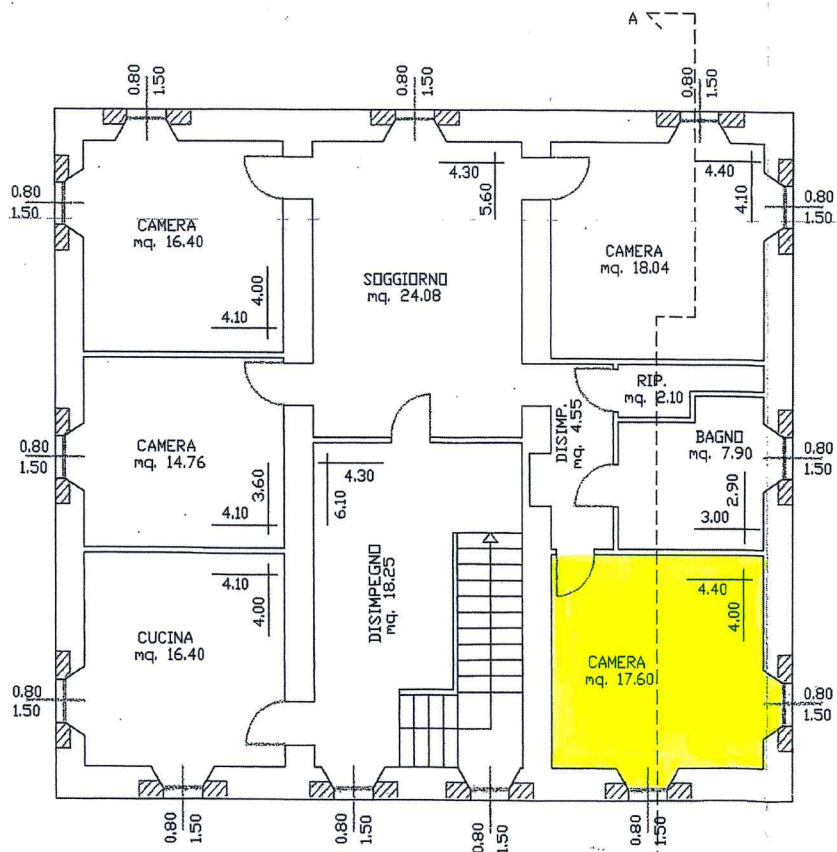 A
0.80
1.50
0.80
1.50
0.80
1.50
0.80
1.50
CAMERA
mq. 16.40
4.00
4.10
4.30
5.60
SOGGIORNO
mq. 24.08
4.40
4.10
CAMERA
mq. 18.04
0.80
1.50
RIP.
mq. 2.10
DISIMP.
mq. 4.55
BAGNO
mq. 7.90
2.90
3.00
0.80
1.50
0.80
1.50
CAMERA
mq. 14.76
3.60
4.10
4.30
6.10
DISIMPEGNO
mq. 18.25
4.10
4.00
CUCINA
mq. 16.40
0.80
1.50
4.40
4.00
CAMERA
mq. 17.60
0.80
1.50
0.80
1.50
0.80
1.50
0.80
1.50
0.80
1.50